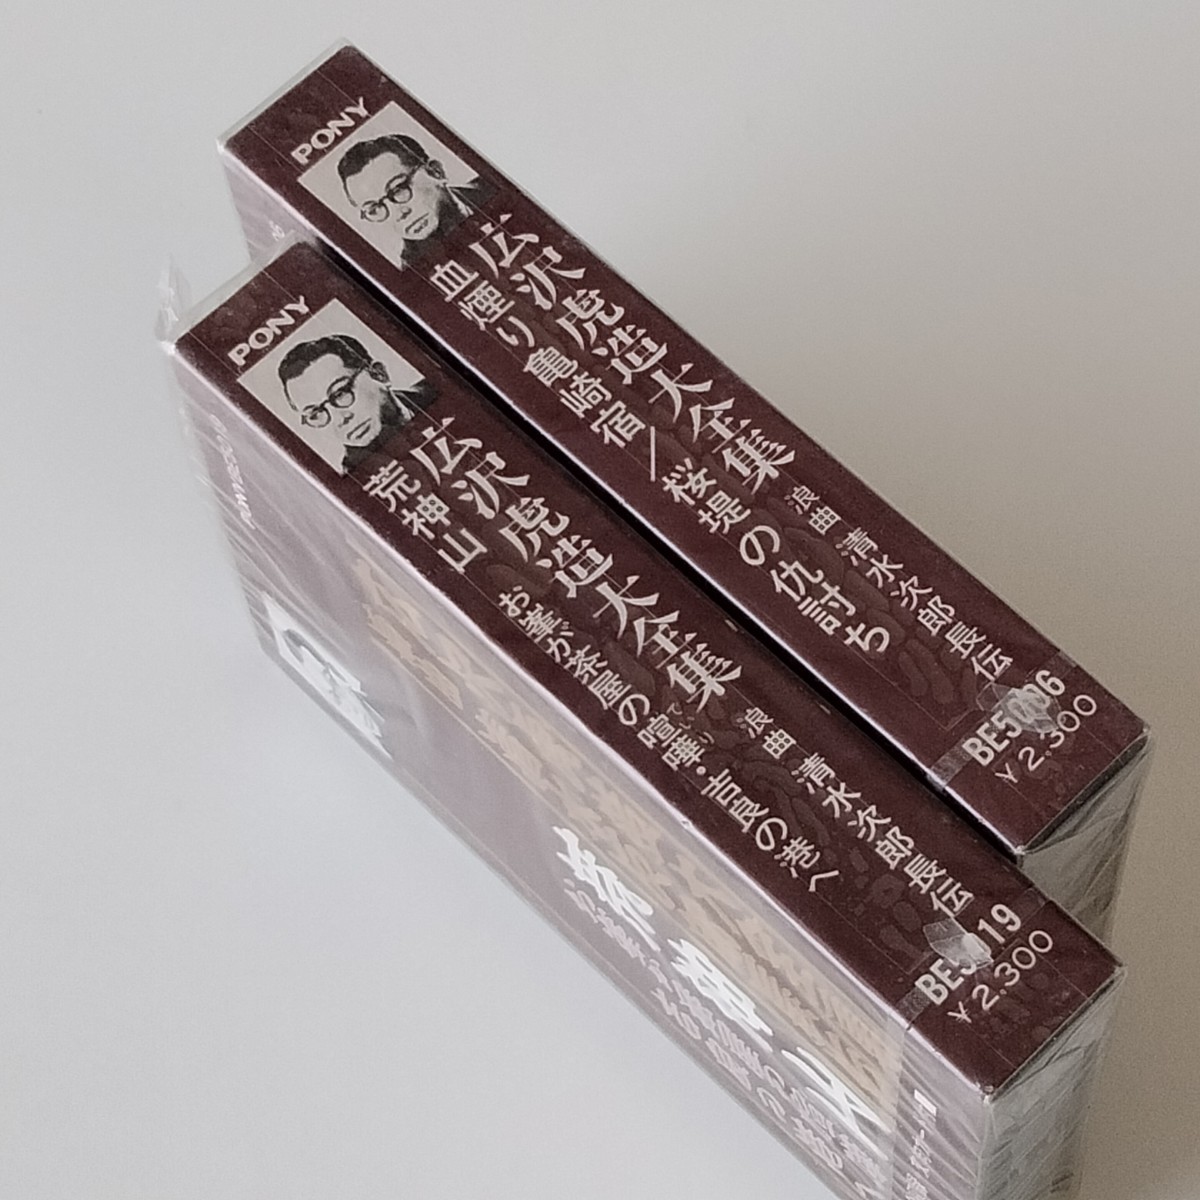 PONY
広沢虎造大全集
血煙り亀崎宿/桜堤の仇討ち
浪曲 清水次郎長伝
BE5006
¥2,300
PONY
広沢虎造大全集
荒神山
お峯が茶屋の喧嘩・吉良の港へ
でいり
浪曲 清水次郎長伝
¥2,300